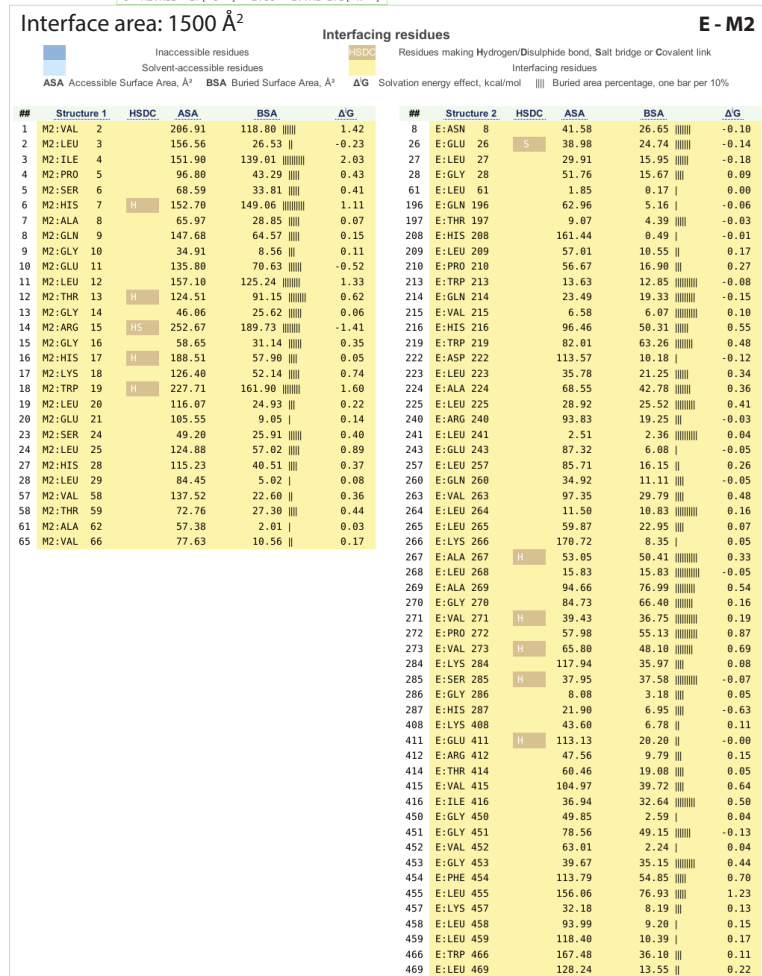 Interface area: 1500 Å²
E - M2
Interfacing residues
Inaccessible residues
HSDC Residues making Hydrogen/Disulphide bond, Salt bridge or Covalent link
Solvent-accessible residues
Interfacing residues
ASA Accessible Surface Area, Å² BSA Buried Surface Area, Å² ΔⁱG Solvation energy effect, kcal/mol |||| Buried area percentage, one bar per 10%
## Structure 1 HSDC ASA BSA ΔⁱG
1 M2:VAL 2 206.91 118.80 1.42
2 M2:LEU 3 156.56 26.53 -0.23
3 M2:ILE 4 151.90 139.01 2.03
4 M2:PRO 5 96.80 43.29 0.43
5 M2:SER 6 68.59 33.81 0.41
6 M2:HIS 7 H 152.70 149.06 1.11
7 M2:ALA 8 65.97 28.85 0.07
8 M2:GLN 9 147.68 64.57 0.15
9 M2:GLY 10 34.91 8.56 0.11
10 M2:GLU 11 135.80 70.63 -0.52
11 M2:LEU 12 157.10 125.24 1.33
12 M2:THR 13 H 124.51 91.15 0.62
13 M2:GLY 14 46.06 25.62 0.06
14 M2:ARG 15 HS 252.67 189.73 -1.41
15 M2:GLY 16 58.65 31.14 0.35
16 M2:HIS 17 H 188.51 57.90 0.05
17 M2:LYS 18 126.40 52.14 0.74
18 M2:TRP 19 H 227.71 161.90 1.60
19 M2:LEU 20 116.07 24.93 0.22
20 M2:GLU 21 105.55 9.05 0.14
23 M2:SER 24 49.20 25.91 0.40
24 M2:LEU 25 124.88 57.02 0.89
27 M2:HIS 28 115.23 40.51 0.37
28 M2:LEU 29 84.45 5.02 0.08
57 M2:VAL 58 137.52 22.60 0.36
58 M2:THR 59 72.76 27.30 0.44
61 M2:ALA 62 57.38 2.01 0.03
65 M2:VAL 66 77.63 10.56 0.17
## Structure 2 HSDC ASA BSA ΔⁱG
8 E:ASN 8 41.58 26.65 -0.10
26 E:GLU 26 S 38.98 24.74 -0.14
27 E:LEU 27 29.91 15.95 -0.18
28 E:GLY 28 51.76 15.67 0.09
61 E:LEU 61 1.85 0.17 0.00
196 E:GLN 196 62.96 5.16 -0.06
197 E:THR 197 9.07 4.39 -0.03
208 E:HIS 208 161.44 0.49 -0.01
209 E:LEU 209 57.01 10.55 0.17
210 E:PRO 210 56.67 16.90 0.27
213 E:TRP 213 13.63 12.85 -0.08
214 E:GLN 214 23.49 19.33 -0.15
215 E:VAL 215 6.58 6.07 0.10
216 E:HIS 216 96.46 50.31 0.55
219 E:TRP 219 82.01 63.26 0.48
222 E:ASP 222 113.57 10.18 -0.12
223 E:LEU 223 35.78 21.25 0.34
224 E:ALA 224 68.55 42.78 0.36
225 E:LEU 225 28.92 25.52 0.41
240 E:ARG 240 93.83 19.25 -0.03
241 E:LEU 241 2.51 2.36 0.04
243 E:GLU 243 87.32 6.08 -0.05
257 E:LEU 257 85.71 16.15 0.26
260 E:GLN 260 34.92 11.11 -0.05
263 E:VAL 263 97.35 29.79 0.48
264 E:LEU 264 11.50 10.83 0.16
265 E:LEU 265 59.87 22.95 0.07
266 E:LYS 266 170.72 8.35 0.05
267 E:ALA 267 H 53.05 50.41 0.33
268 E:LEU 268 15.83 15.83 -0.05
269 E:ALA 269 94.66 76.99 0.54
270 E:GLY 270 84.73 66.40 0.16
271 E:VAL 271 H 39.43 36.75 0.19
272 E:PRO 272 57.98 55.13 0.87
273 E:VAL 273 H 65.80 48.10 0.69
284 E:LYS 284 117.94 35.97 0.08
285 E:SER 285 H 37.95 37.58 -0.07
286 E:GLY 286 8.08 3.18 0.05
287 E:HIS 287 21.90 6.95 -0.63
408 E:LYS 408 43.60 6.78 0.11
411 E:GLU 411 H 113.13 20.20 -0.00
412 E:ARG 412 47.56 9.79 0.15
414 E:THR 414 60.46 19.08 0.05
415 E:VAL 415 104.97 39.72 0.64
416 E:ILE 416 36.94 32.64 0.50
450 E:GLY 450 49.85 2.59 0.04
451 E:GLY 451 78.56 49.15 -0.13
452 E:VAL 452 63.01 2.24 0.04
453 E:GLY 453 39.67 35.15 0.44
454 E:PHE 454 113.79 54.85 0.70
455 E:LEU 455 156.06 76.93 1.23
457 E:LYS 457 32.18 8.19 0.13
458 E:LEU 458 93.99 9.20 0.15
459 E:LEU 459 118.40 10.39 0.17
466 E:TRP 466 167.48 36.10 0.11
469 E:LEU 469 128.24 13.55 0.22